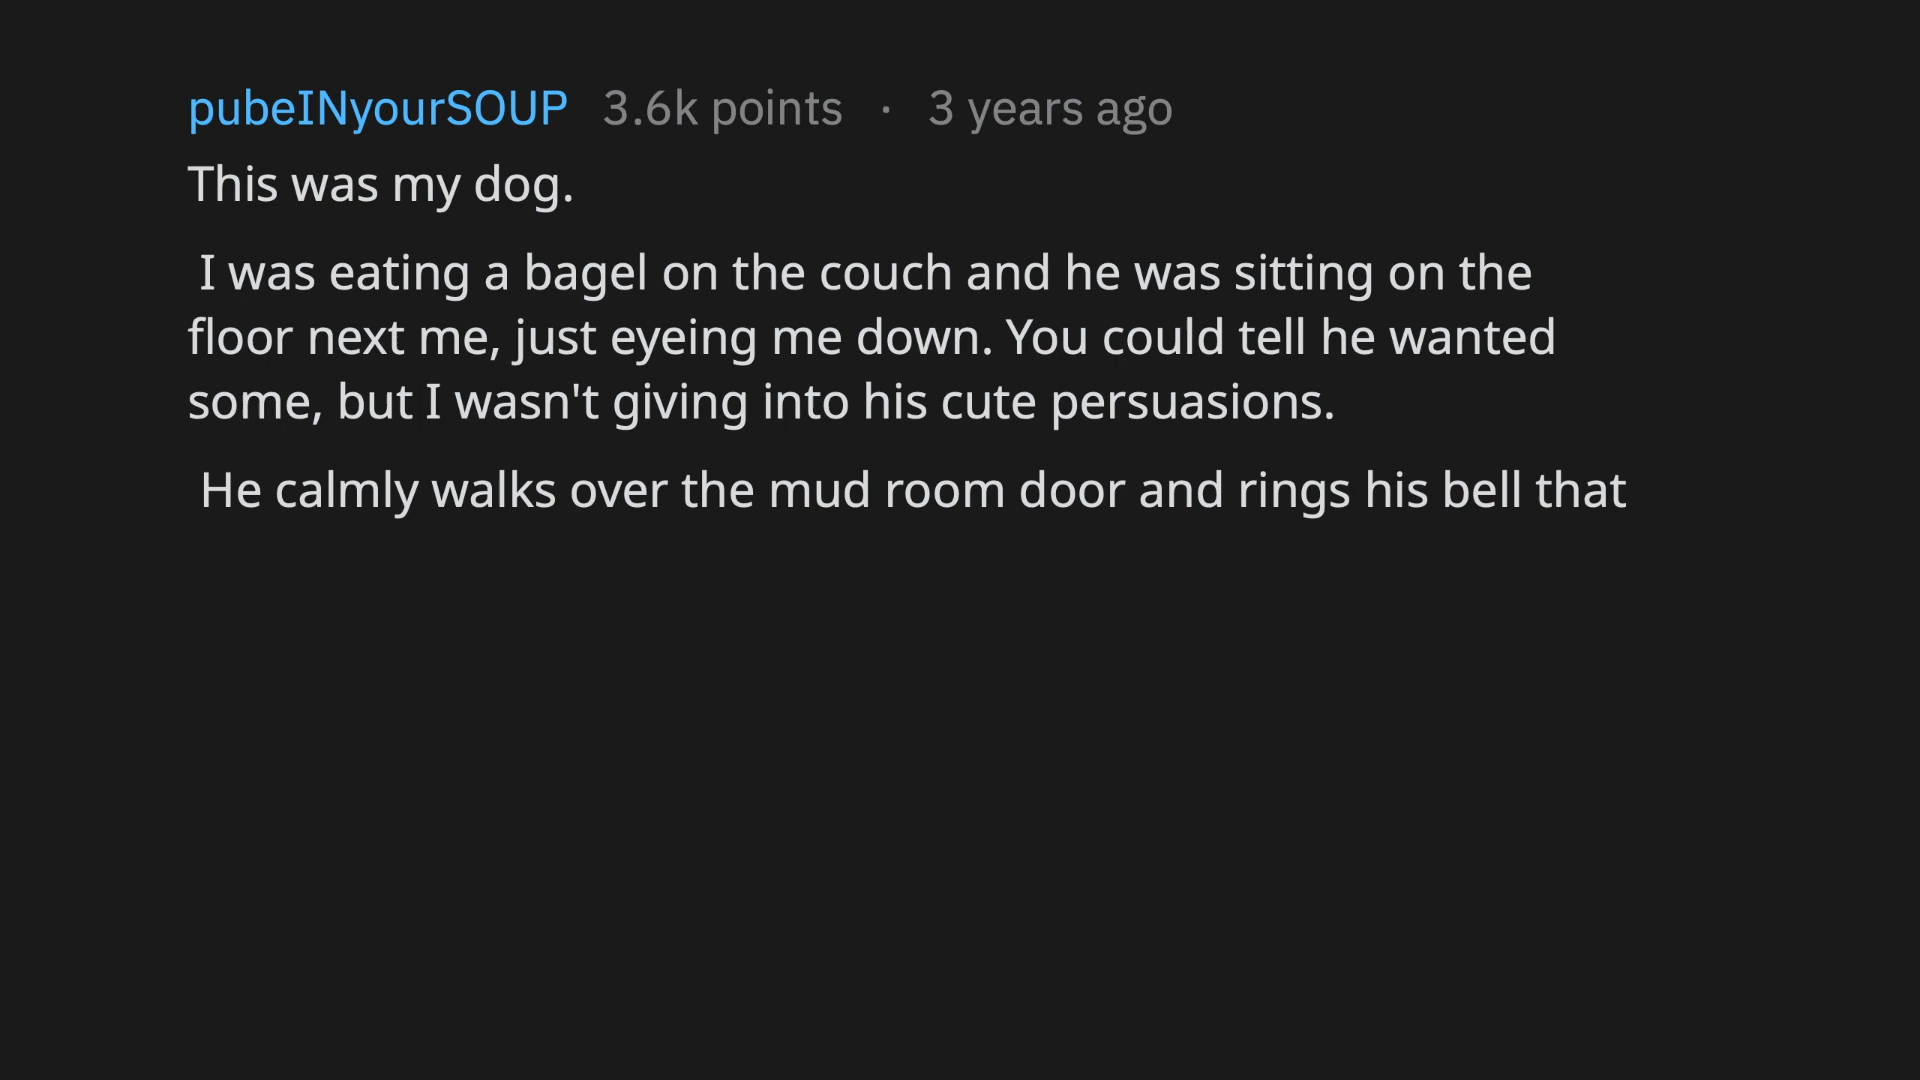 pubeINyourSOUP 3.6k points · 3 years ago
This was my dog.
I was eating a bagel on the couch and he was sitting on the
floor next me, just eyeing me down. You could tell he wanted
some, but I wasn't giving into his cute persuasions.
He calmly walks over the mud room door and rings his bell that